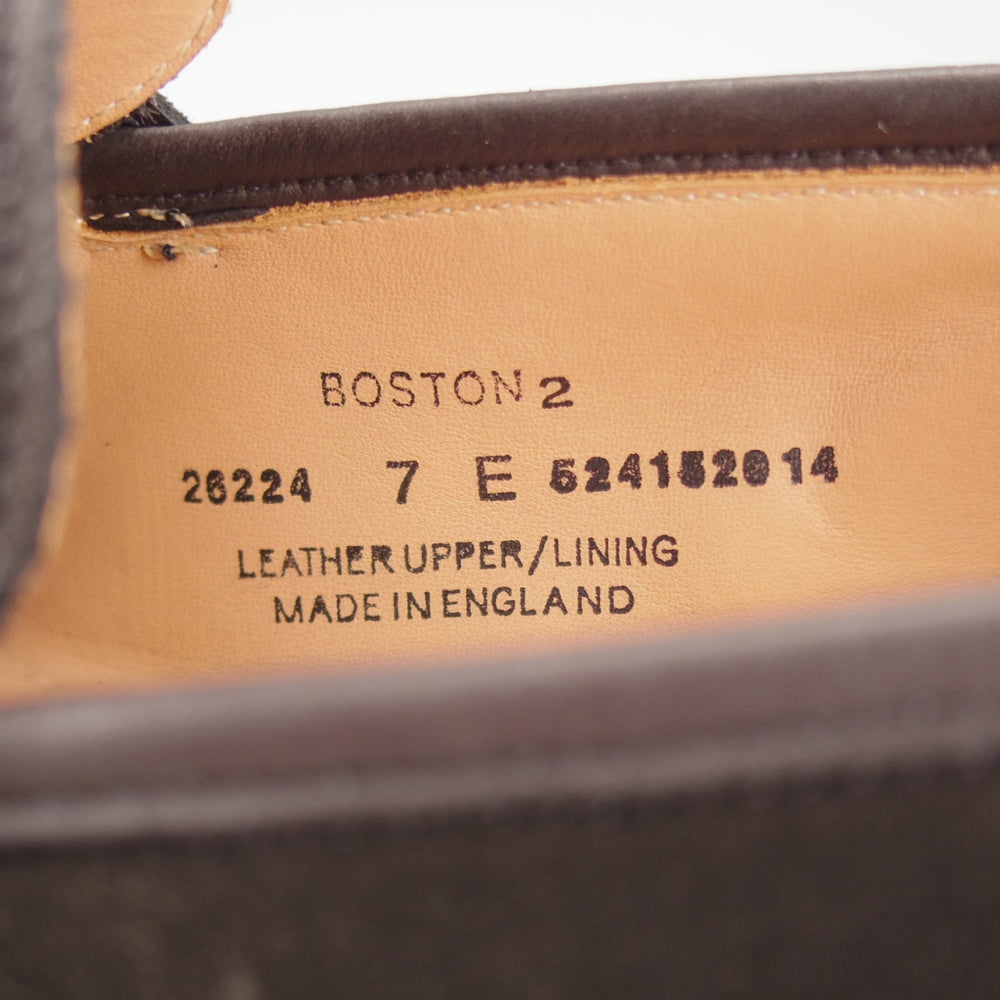 BOSTON 2
26224 7 E 524152014
LEATHER UPPER/LINING
MADE IN ENGLAND